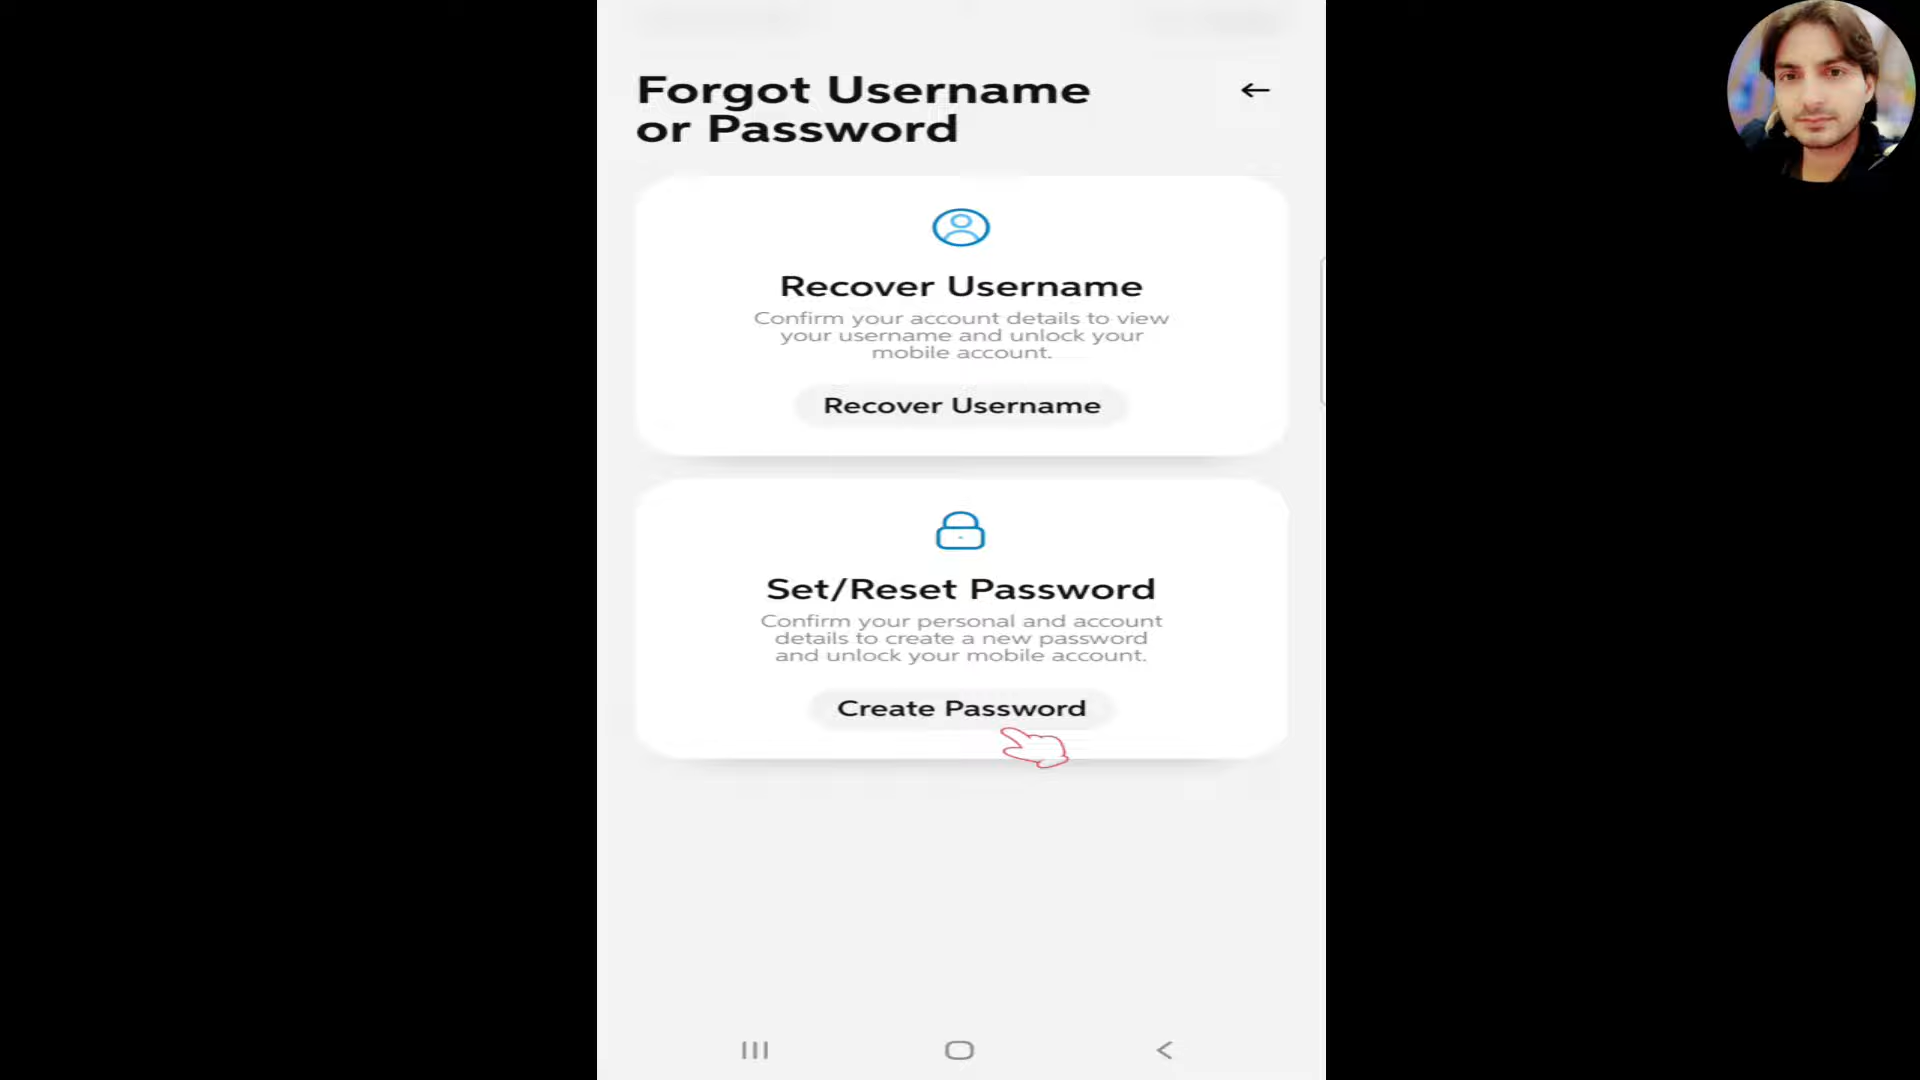 Forgot Username
or Password
Recover Username
Confirm your account details to view
your username and unlock your
mobile account.
Recover Username
Set/Reset Password
Confirm your personal and account
details to create a new password
and unlock your mobile account.
Create Password